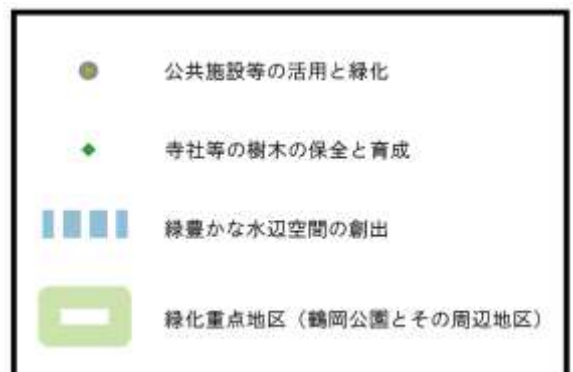 公共施設等の活用と緑化
寺社等の樹木の保全と育成
緑豊かな水辺空間の創出
緑化重点地区（鶴岡公園とその周辺地区）